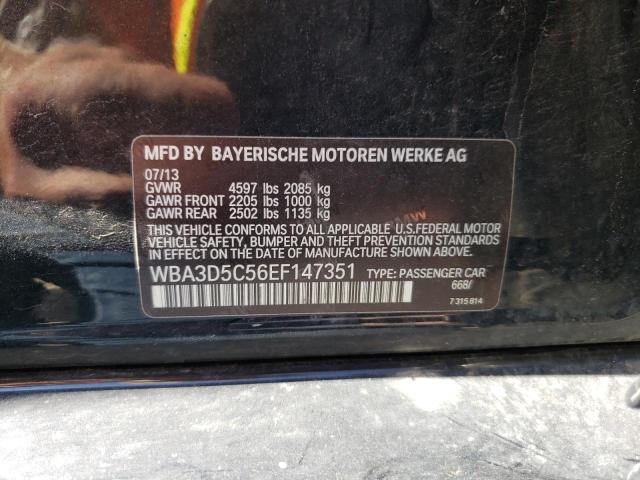 MFD BY BAYERISCHE MOTOREN WERKE AG
07/13
GVWR 4597 lbs 2085 kg
GAWR FRONT 2205 lbs 1000 kg
GAWR REAR 2502 lbs 1135 kg
THIS VEHICLE CONFORMS TO ALL APPLICABLE U.S.FEDERAL MOTOR
VEHICLE SAFETY, BUMPER AND THEFT PREVENTION STANDARDS
IN EFFECT ON THE DATE OF MANUFACTURE SHOWN ABOVE.
WBA3D5C56EF147351 TYPE: PASSENGER CAR
668/
7 315 814